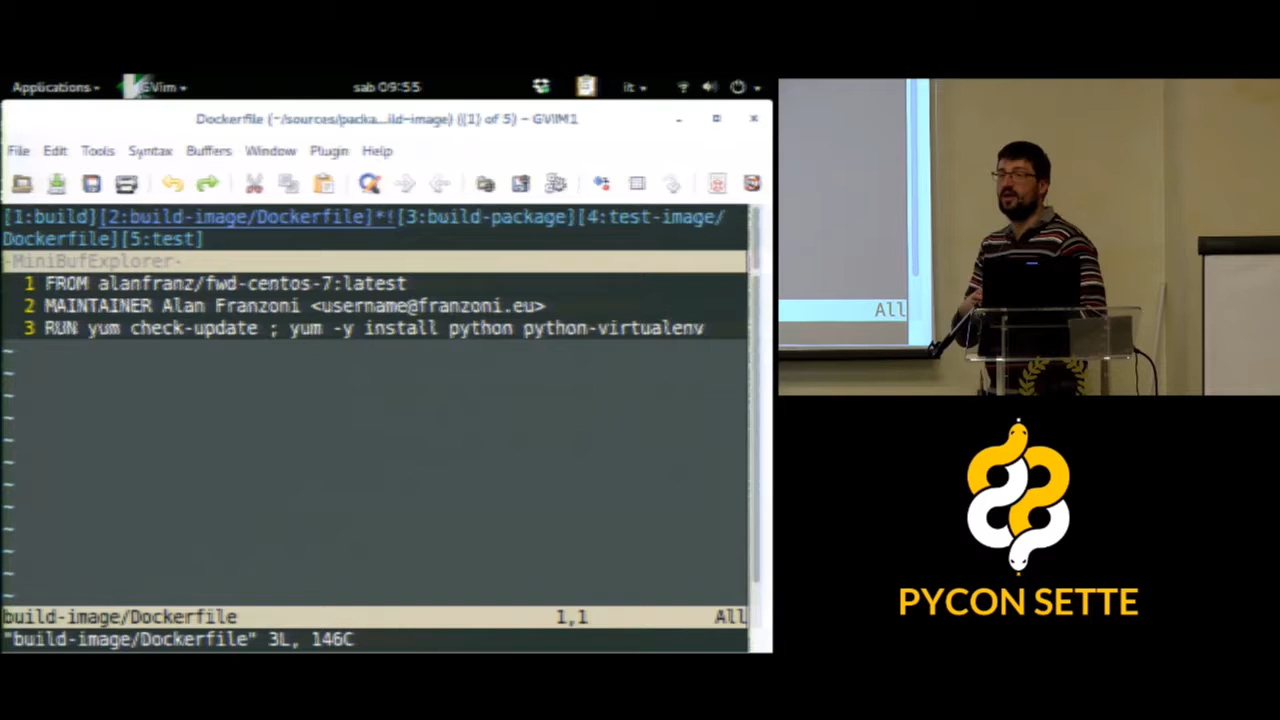 Applications
GVim
sab 09:55
it
Dockerfile (~/sources/packa...ild-image) ((1) of 5) - GVIM1
File Edit Tools Syntax Buffers Window Plugin Help
[1:build][2:build-image/Dockerfile]*![3:build-package][4:test-image/
Dockerfile][5:test]
-MiniBufExplorer-
1 FROM alanfranz/fwd-centos-7:latest
2 MAINTAINER Alan Franzoni <username@franzoni.eu>
3 RUN yum check-update ; yum -y install python python-virtualenv
~
~
~
~
~
~
~
~
~
~
~
~
build-image/Dockerfile 1,1 All
"build-image/Dockerfile" 3L, 146C
All
PYCON SETTE